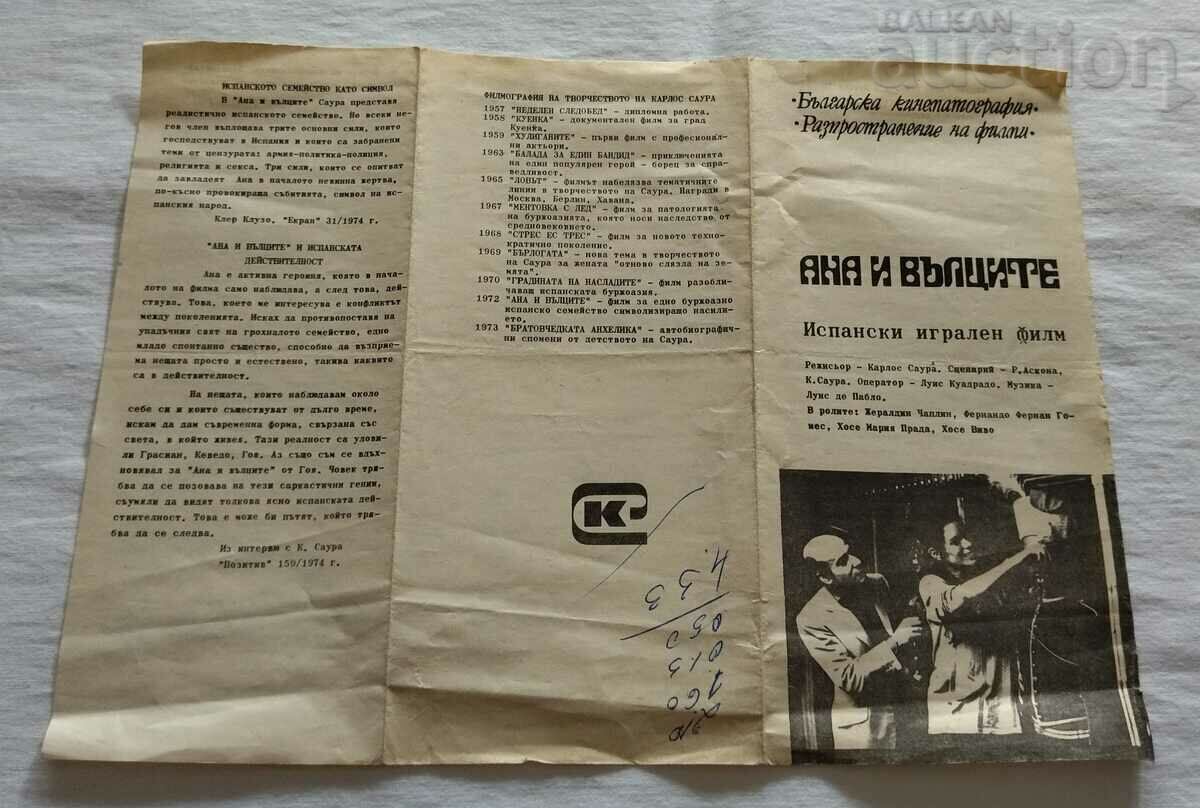 BALKAN
auction
ИСПАНСКОТО СЕМЕЙСТВО КАТО СИМВОЛ
В "Ана и вълците" Саура представя
реалистично испанското семейство. Но всеки не-
гов член въплощава трите основни сили, които
господствуват в Испания и които са забранени
теми от цензурата: армия-политика-полиция,
религията и секса. Три сили, които се опитват
да завладеят Ана в началото невинна жертва,
по-късно провокираща събитията, символ на ис-
панския народ.
Клер Клузо. "Екран" 31/1974 г.
"АНА И ВЪЛЦИТЕ" И ИСПАНСКАТА
ДЕЙСТВИТЕЛНОСТ
Ана е активна героиня, която в нача-
лото на филма само наблюдава, а след това, дей-
ствува. Това, което ме интересува е конфликтът
между поколенията. Исках да противопоставя на
упадъчния свят на грохналото семейство, едно
младо спонтанно същество, способно да възприе-
ма нещата просто и естествено, такива каквито
са в действителност.
На нещата, които наблюдавам около
себе си и които съществуват от дълго време,
искам да дам съвременна форма, свързана със
света, в който живея. Тази реалност са улови-
ли Грасиан, Кеведо, Гоя. Аз също съм се вдъх-
новявал за "Ана и вълците" от Гоя. Човек тряб-
ва да се позовава на тези саркастични гении,
съумяли да видят толкова ясно испанската дей-
ствителност. Това е може би пътят, който тря-
бва да се следва.
Из интервю с К. Саура
"Позитив" 159/1974 г.
ФИЛМОГРАФИЯ НА ТВОРЧЕСТВОТО НА КАРЛОС САУРА
1957 "НЕДЕЛЕН СЛЕДОБЕД" – дипломна работа.
1958 "КУЕНКА" – документален филм за град
Куенка.
1959 "ХУЛИГАНИТЕ" – първи филм с професионал-
ни актьори.
1963 "БАЛАДА ЗА ЕДИН БАНДИТ" – приключенията
на един популярен герой – борец за спра-
ведливост.
1965 "ЛОВЪТ" – филмът набелязва тематичните
линии в творчеството на Саура. Награди в
Москва, Берлин, Хавана.
1967 "МЕНТОВКА С ЛЕД" – филм за патологията
на буржоазията, която носи наследство от
средновековието.
1968 "СТРЕС ЕС ТРЕС" – филм за новото техно-
кратично поколение.
1969 "БЪРЛОГАТА" – нова тема в творчеството
на Саура за жената "отново слязла на зе-
мята".
1970 "ГРАДИНАТА НА НАСЛАДИТЕ" – филм разобли-
чаващ испанската буржоазия.
1972 "АНА И ВЪЛЦИТЕ" – филм за едно буржоазно
испанско семейство символизиращо насили-
ето.
1973 "БРАТОВЧЕДКАТА АНХЕЛИКА" – автобиографич-
ни спомени от детството на Саура.
К
4.33
050
013
•Българска кинематография•
•Разпространение на филми•
АНА И ВЪЛЦИТЕ
Испански игрален филм
Режисьор – Карлос Саура. Сценарий – Р.Аскона,
К.Саура. Оператор – Луис Куадрадо. Музика –
Луис де Пабло.
В ролите: Жералдин Чаплин, Фернандо Фернан Го-
мес, Хосе Мария Прада, Хосе Виво